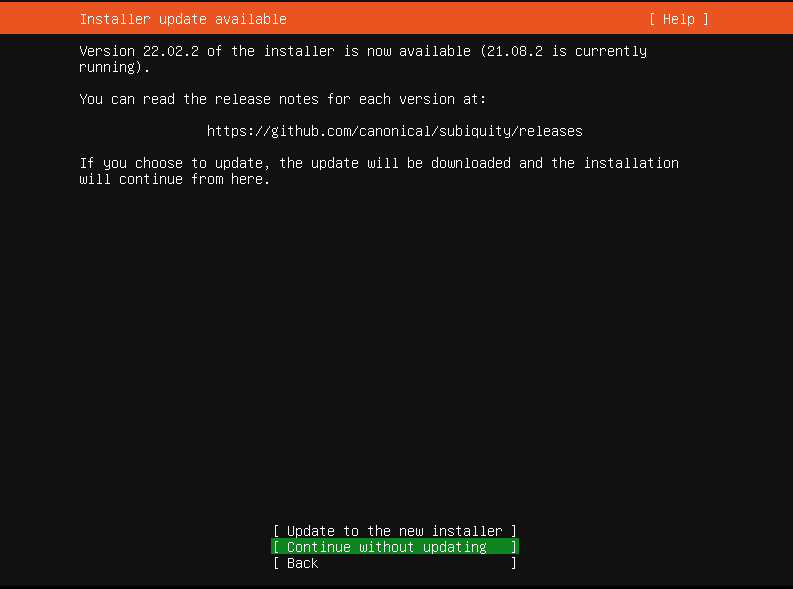 Installer update available [ Help ]
Version 22.02.2 of the installer is now available (21.08.2 is currently
running).
You can read the release notes for each version at:
https://github.com/canonical/subiquity/releases
If you choose to update, the update will be downloaded and the installation
will continue from here.
[ Update to the new installer ]
[ Continue without updating ]
[ Back ]